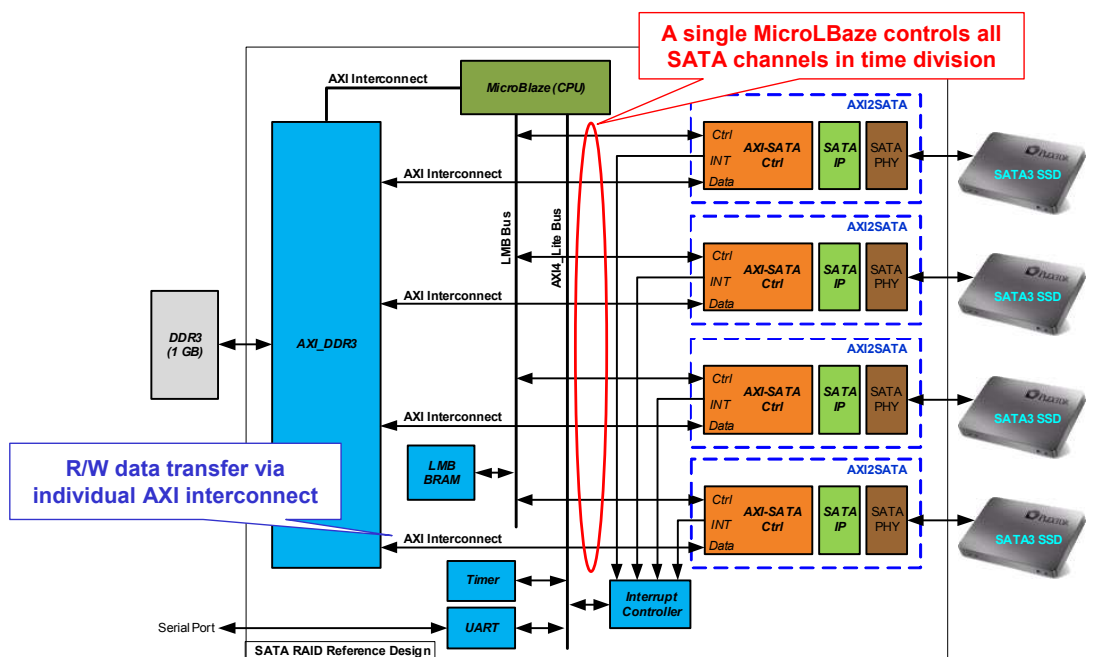 A single MicroLBaze controls all
SATA channels in time division
AXI Interconnect
MicroBlaze (CPU)
AXI2SATA
Ctrl
INT
Data
AXI-SATA
Ctrl
SATA
IP
SATA
PHY
PLEXTOR
SATA3 SSD
AXI Interconnect
LMB Bus
AXI4_Lite Bus
AXI2SATA
Ctrl
INT
Data
AXI-SATA
Ctrl
SATA
IP
SATA
PHY
PLEXTOR
SATA3 SSD
AXI Interconnect
DDR3
(1 GB)
AXI_DDR3
AXI2SATA
Ctrl
INT
Data
AXI-SATA
Ctrl
SATA
IP
SATA
PHY
PLEXTOR
SATA3 SSD
AXI Interconnect
R/W data transfer via
individual AXI interconnect
LMB
BRAM
AXI2SATA
Ctrl
INT
Data
AXI-SATA
Ctrl
SATA
IP
SATA
PHY
PLEXTOR
SATA3 SSD
AXI Interconnect
Timer
Interrupt
Controller
Serial Port
UART
SATA RAID Reference Design